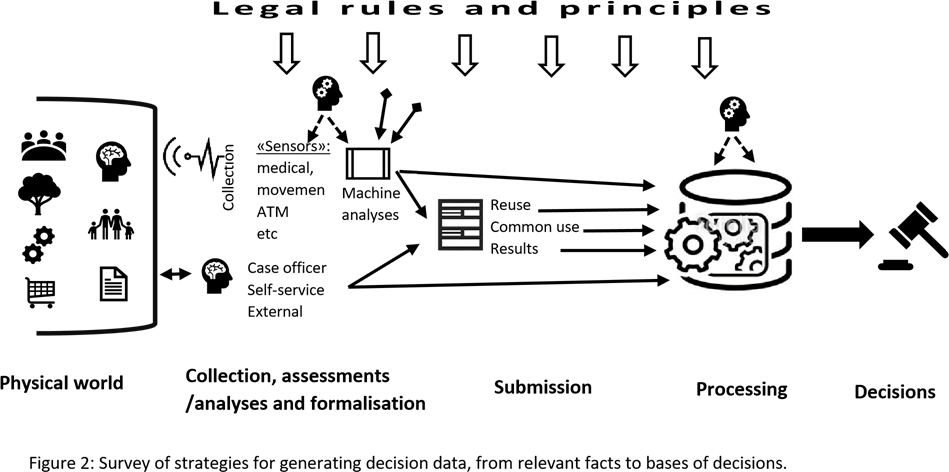 Legal rules and principles
Collection
«Sensors»:
medical,
movemen
ATM
etc
Machine
analyses
Reuse
Common use
Results
Case officer
Self-service
External
Physical world
Collection, assessments
/analyses and formalisation
Submission
Processing
Decisions
Figure 2: Survey of strategies for generating decision data, from relevant facts to bases of decisions.